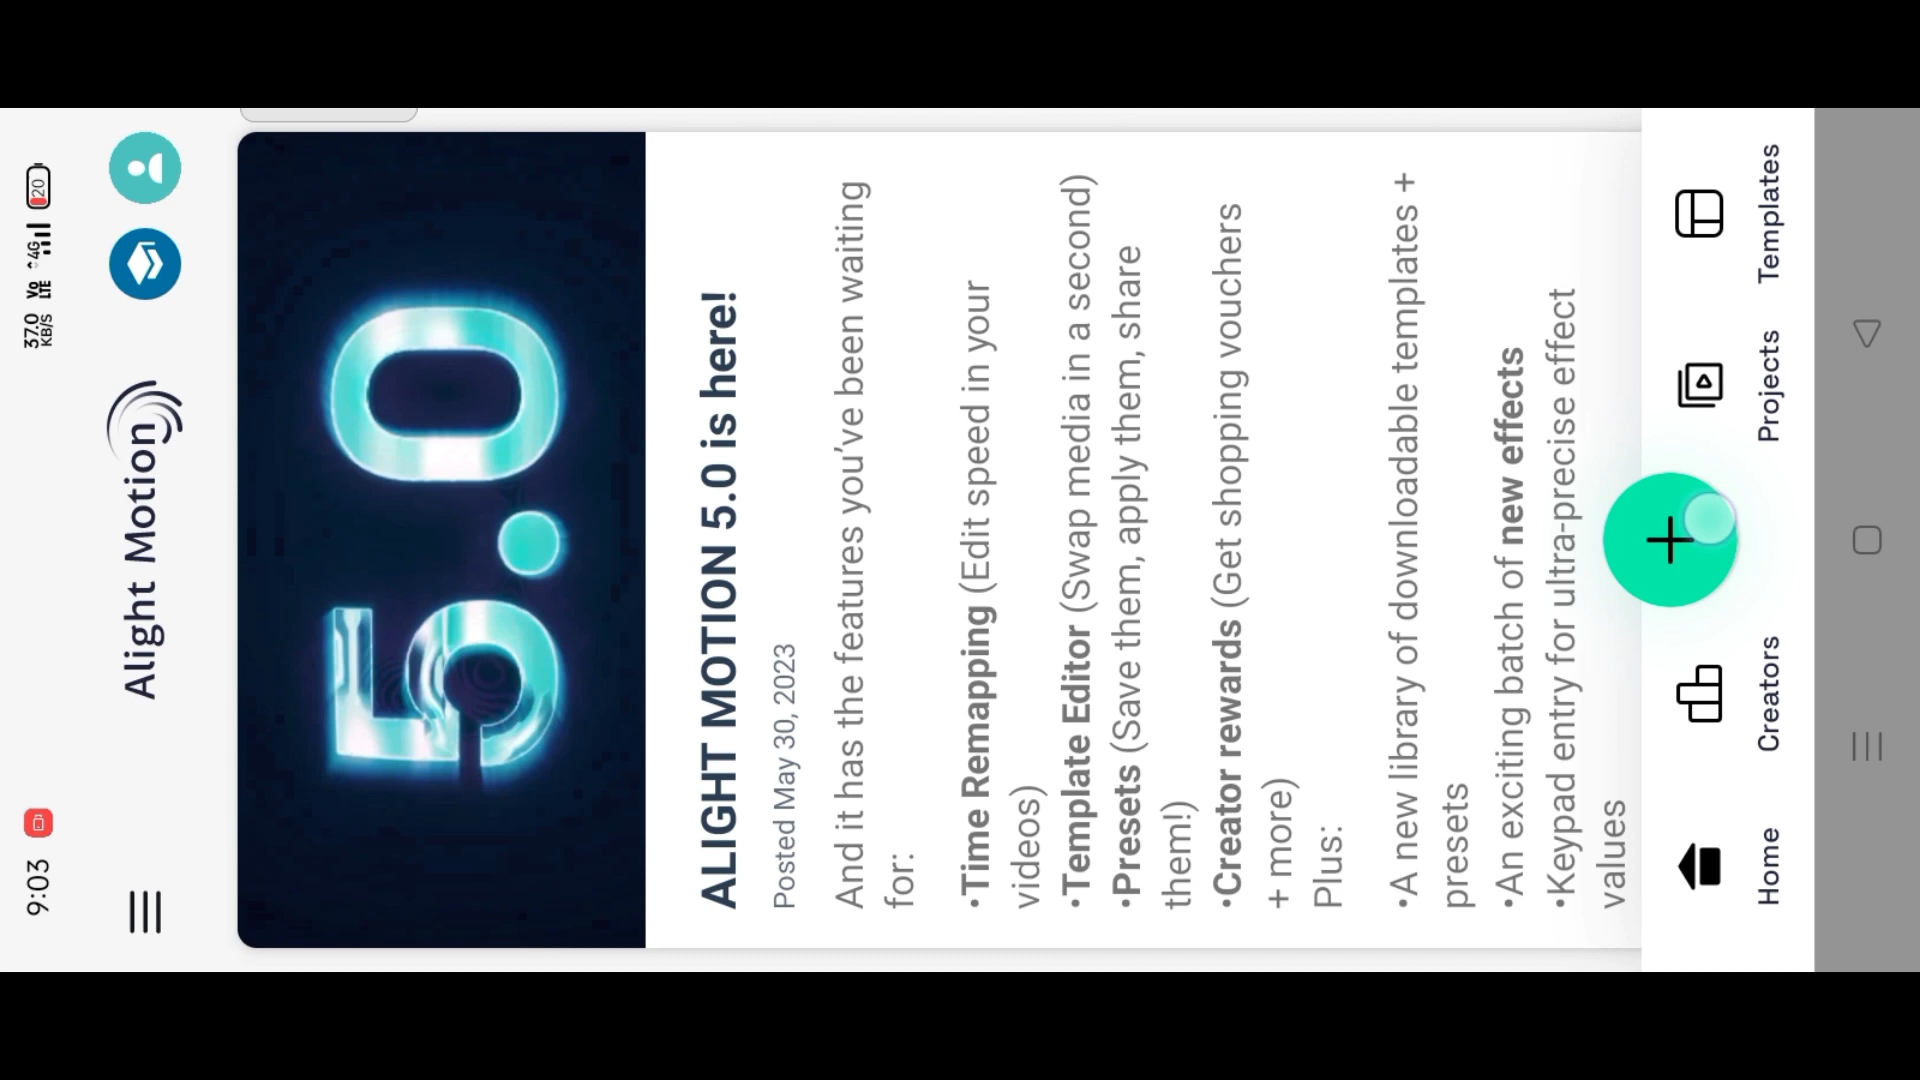 9:03
37.0 KB/S
Vo LTE
4G
20
Alight Motion
5.0
ALIGHT MOTION 5.0 is here!
Posted May 30, 2023
And it has the features you've been waiting
for:
•Time Remapping (Edit speed in your
videos)
•Template Editor (Swap media in a second)
•Presets (Save them, apply them, share
them!)
•Creator rewards (Get shopping vouchers
+ more)
Plus:
•A new library of downloadable templates +
presets
•An exciting batch of new effects
•Keypad entry for ultra-precise effect
values
Home
Creators
Projects
Templates